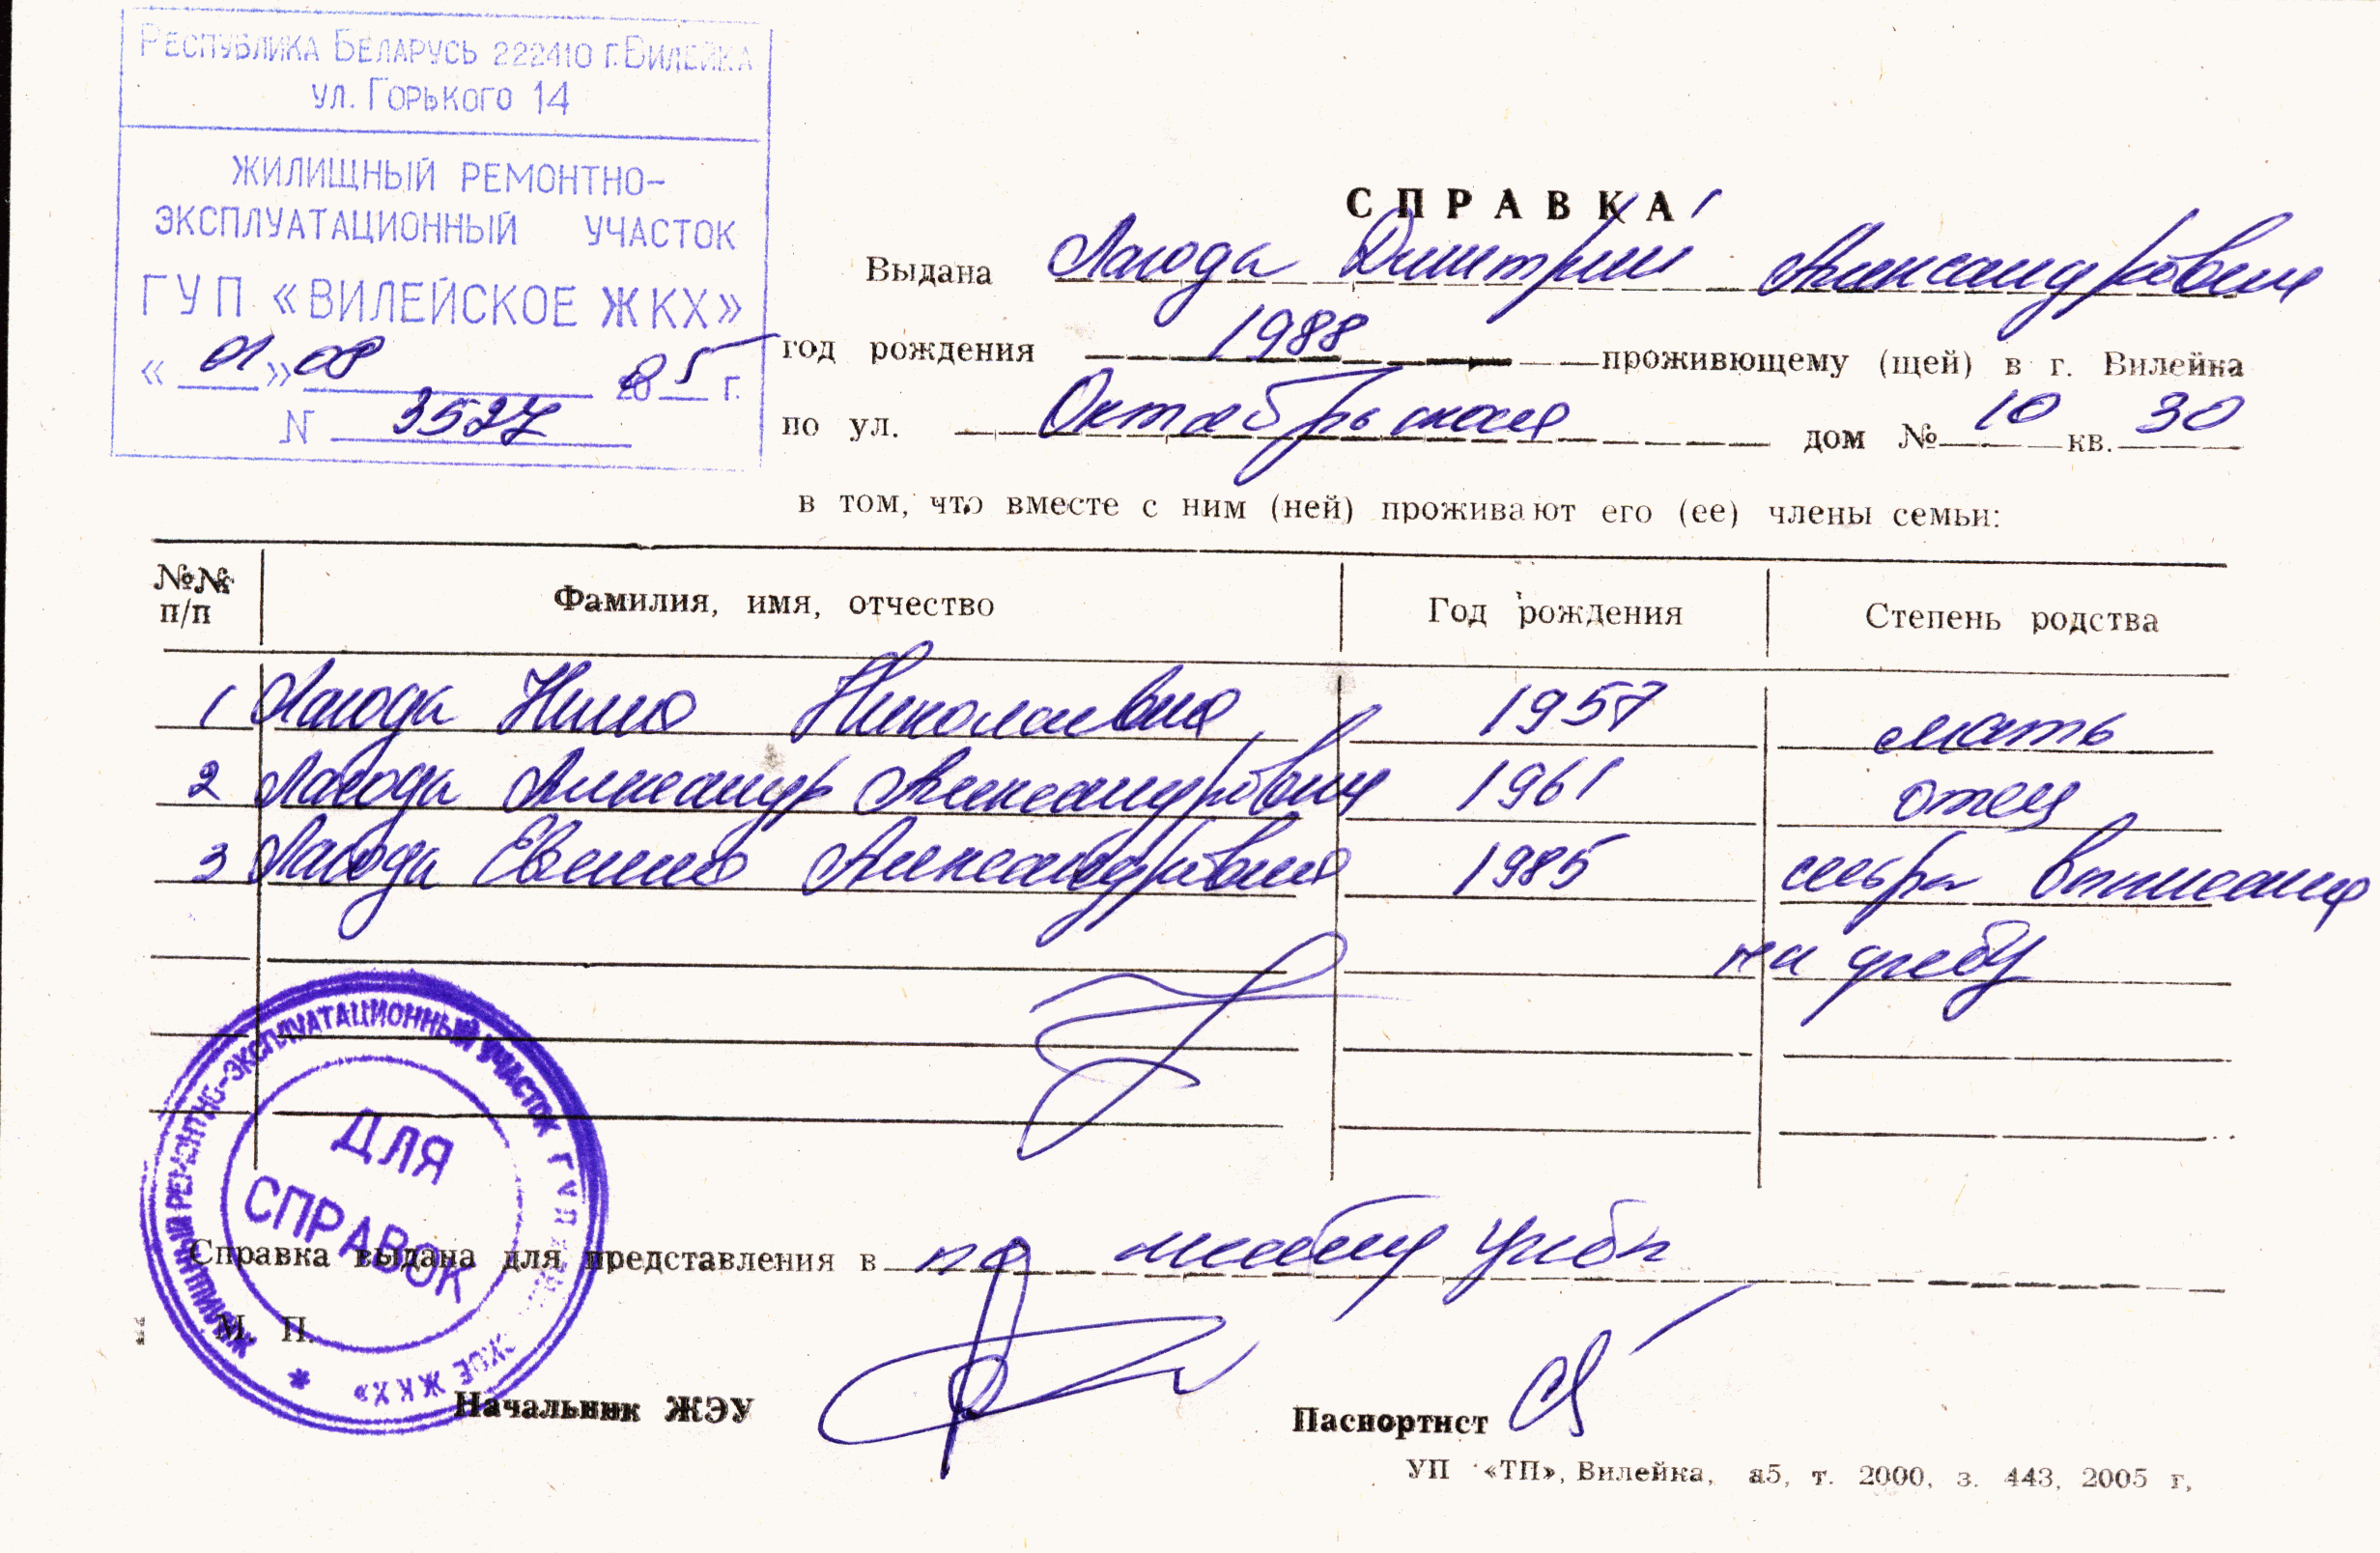 РЕСПУБЛИКА БЕЛАРУСЬ 222410 г. ВИЛЕЙКА
ул. ГОРЬКОГО 14
ЖИЛИЩНЫЙ РЕМОНТНО-
ЭКСПЛУАТАЦИОННЫЙ УЧАСТОК
ГУП «ВИЛЕЙСКОЕ ЖКХ»
«01» 08 2005 г.
N 3527
СПРАВКА
Выдана Лагода Дмитрий Александрович
год рождения 1988 проживющему (щей) в г. Вилейка
по ул. Октябрьская дом № 10 кв. 30
в том, что вместе с ним (ней) проживают его (ее) члены семьи:
№№ п/п Фамилия, имя, отчество Год рождения Степень родства
1 Лагода Нина Николаевна 1957 мать
2 Лагода Александр Александрович 1961 отец
3 Лагода Евгения Александровна 1985 сестра выписана
на учебу
ЖИЛИЩНЫЙ РЕМОНТНО-ЭКСПЛУАТАЦИОННЫЙ УЧАСТОК ГУП ЖКХ»
ДЛЯ
СПРАВОК
Справка выдана для представления в по месту учебы
М. П.
Начальник ЖЭУ Паспортист
УП «ТП», Вилейка, а5, т. 2000, з. 443, 2005 г,